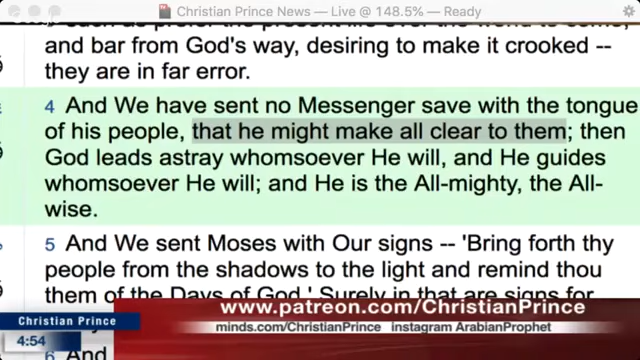 Christian Prince News — Live @ 148.5% — Ready
and bar from God's way, desiring to make it crooked --
they are in far error.
4 And We have sent no Messenger save with the tongue
of his people, that he might make all clear to them; then
God leads astray whomsoever He will, and He guides
whomsoever He will; and He is the All-mighty, the All-
wise.
5 And We sent Moses with Our signs -- 'Bring forth thy
people from the shadows to the light and remind thou
them of the Days of God.' Surely in that are signs for
www.patreon.com/ChristianPrince
minds.com/ChristianPrince instagram ArabianProphet
Christian Prince
4:54
6 And